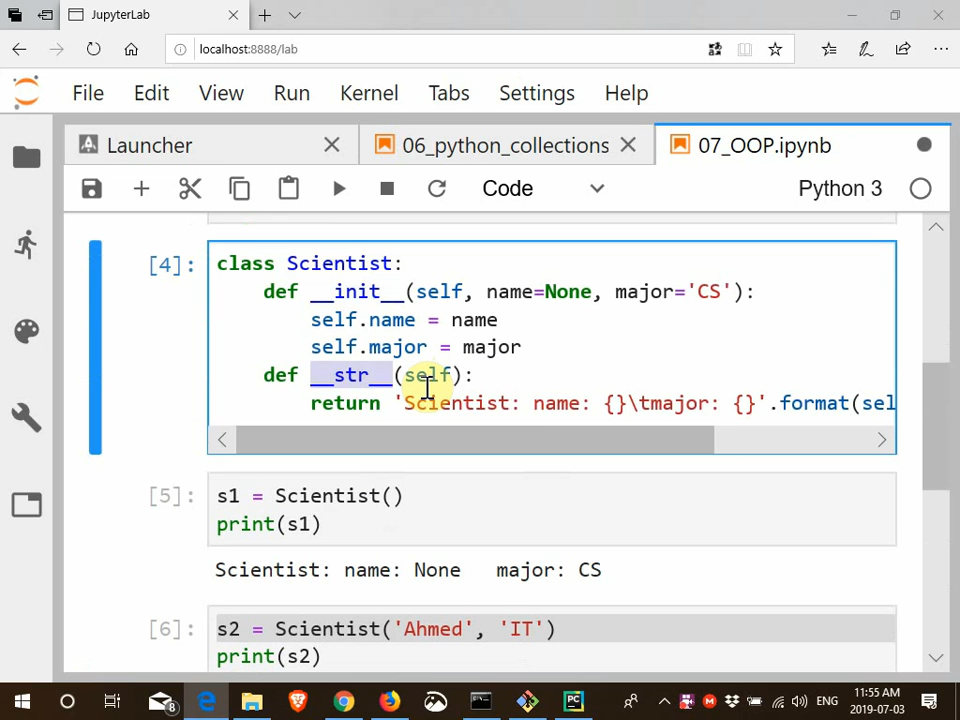 JupyterLab
localhost:8888/lab
File Edit View Run Kernel Tabs Settings Help
Launcher 06_python_collections 07_OOP.ipynb
Code Python 3
[4]: class Scientist:
def __init__(self, name=None, major='CS'):
self.name = name
self.major = major
def __str__(self):
return 'Scientist: name: {}\tmajor: {}'.format(sel
[5]: s1 = Scientist()
print(s1)
Scientist: name: None major: CS
[6]: s2 = Scientist('Ahmed', 'IT')
print(s2)
8 PC ENG 11:55 AM
2019-07-03